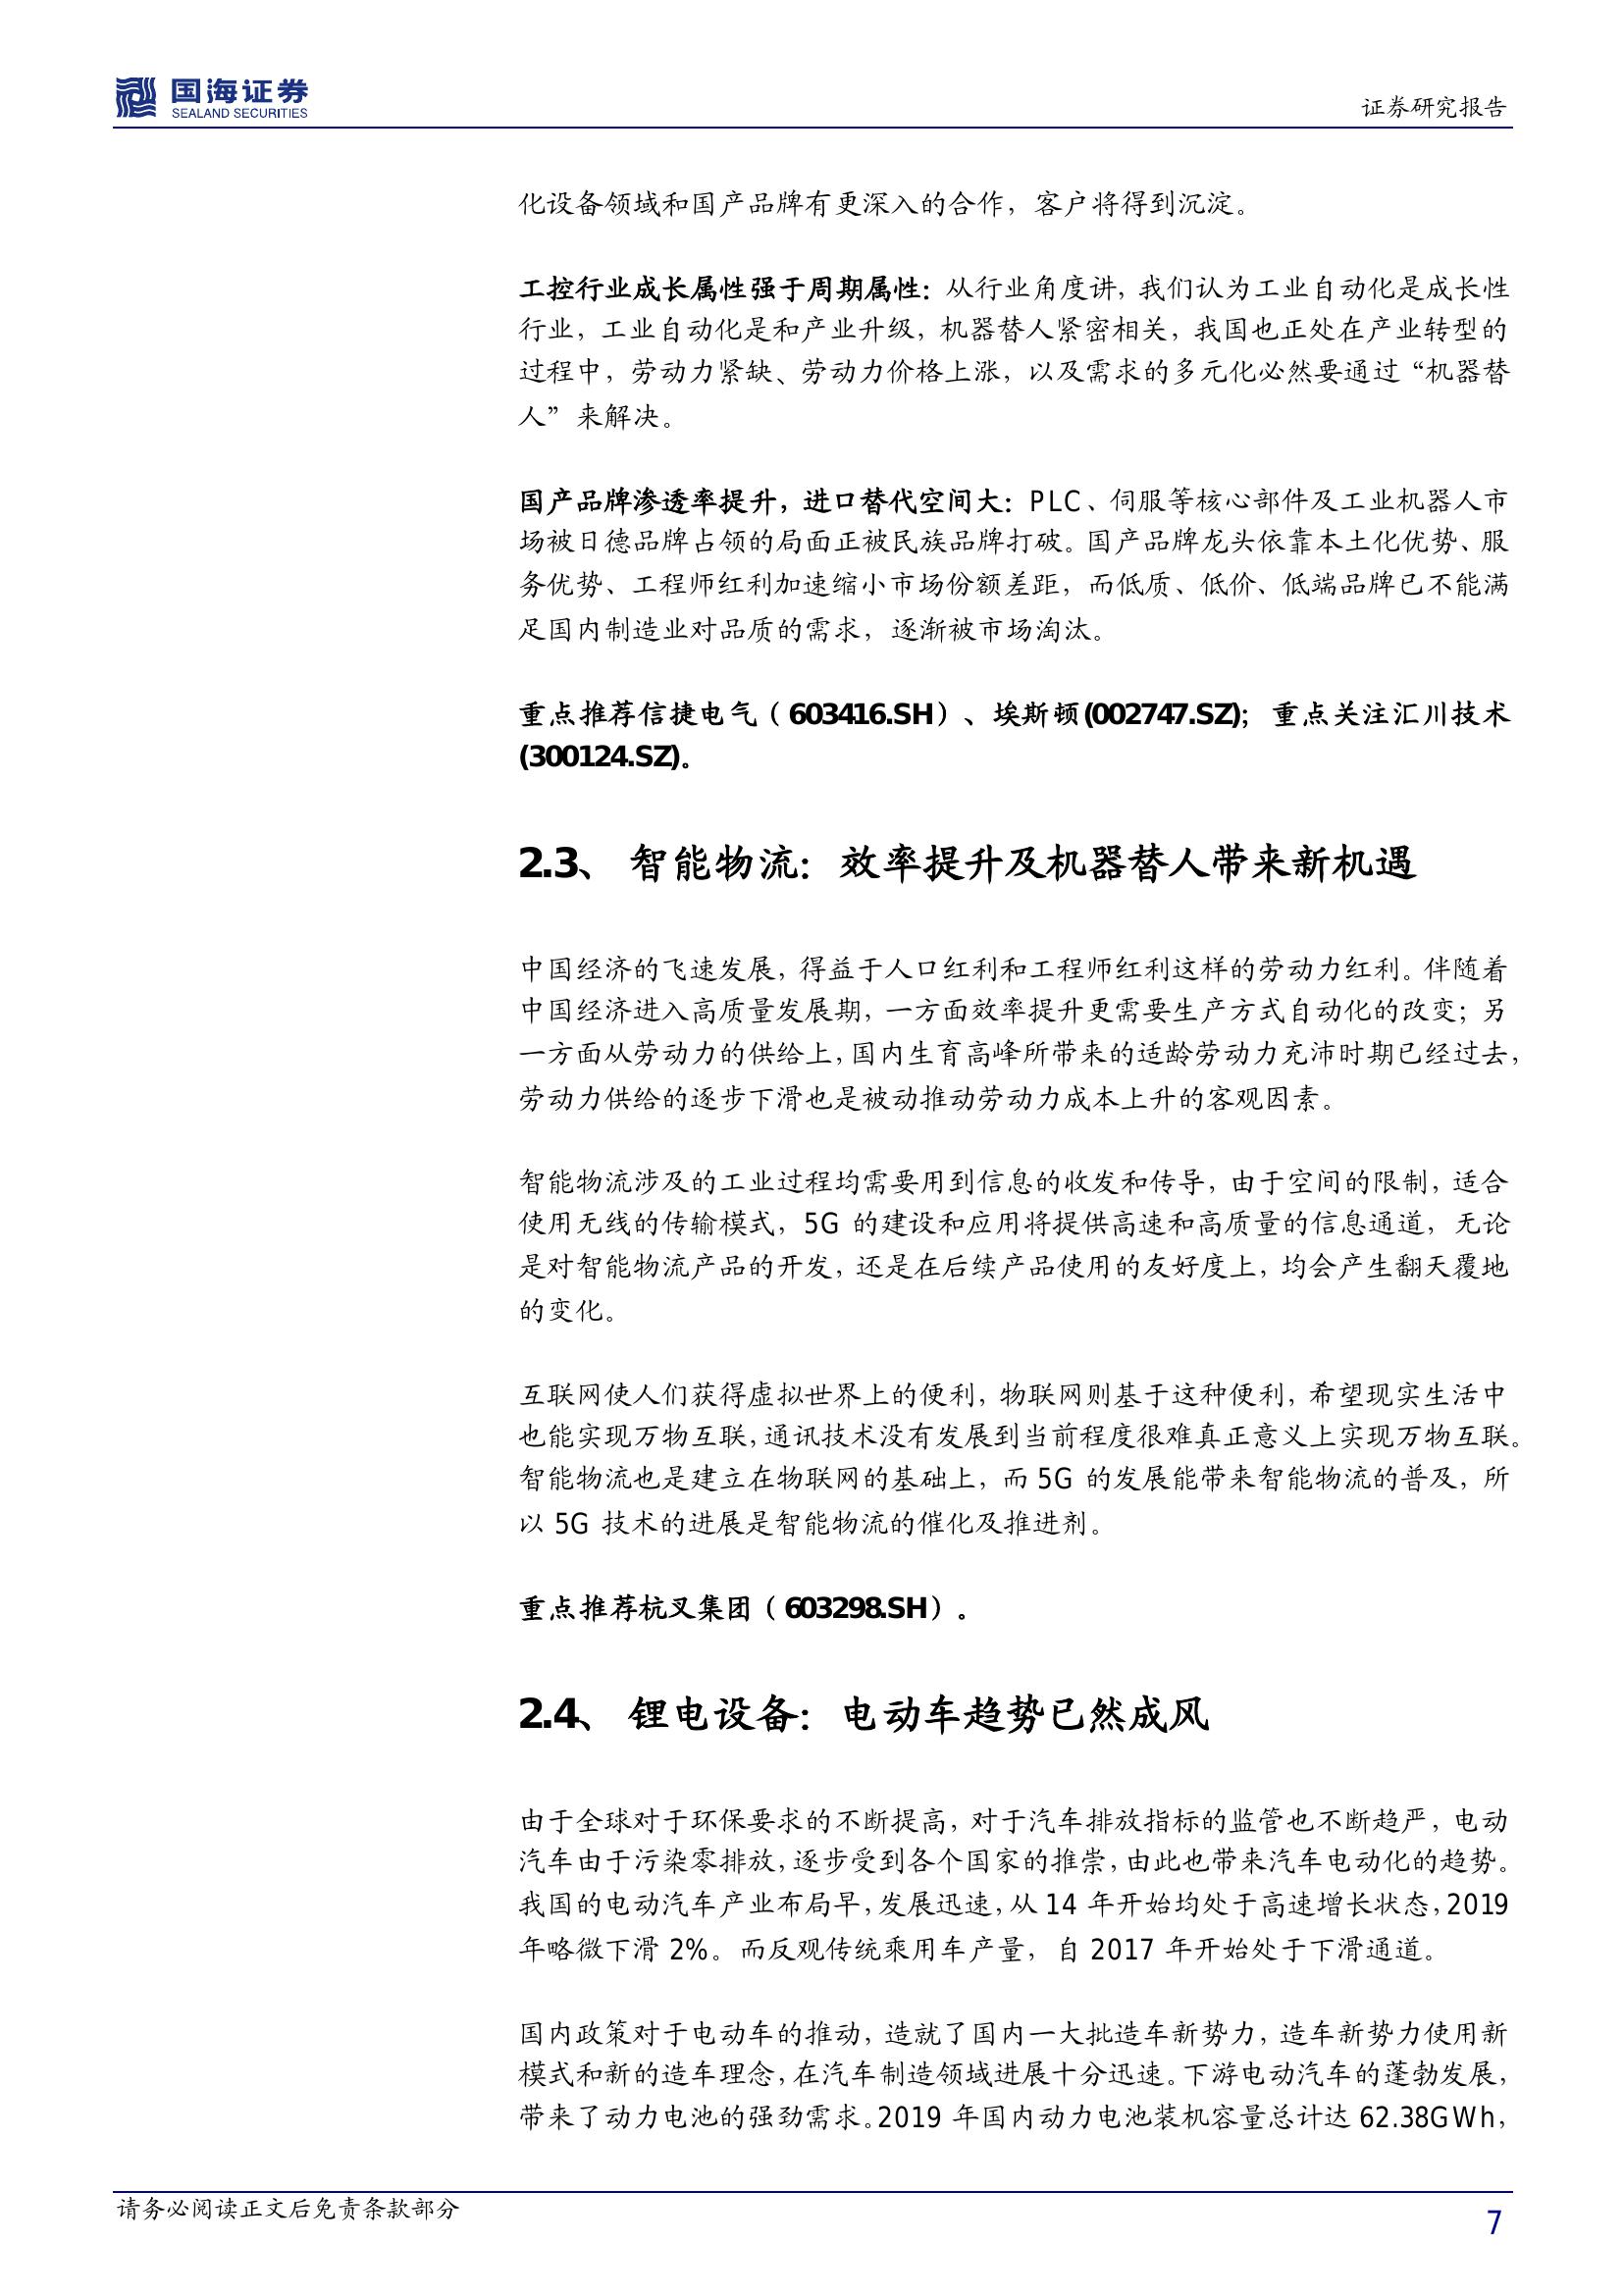 国海证券
SEALAND SECURITIES
证券研究报告
化设备领域和国产品牌有更深入的合作，客户将得到沉淀。
工控行业成长属性强于周期属性：从行业角度讲，我们认为工业自动化是成长性
行业，工业自动化是和产业升级，机器替人紧密相关，我国也正处在产业转型的
过程中，劳动力紧缺、劳动力价格上涨，以及需求的多元化必然要通过“机器替
人”来解决。
国产品牌渗透率提升，进口替代空间大：PLC、伺服等核心部件及工业机器人市
场被日德品牌占领的局面正被民族品牌打破。国产品牌龙头依靠本土化优势、服
务优势、工程师红利加速缩小市场份额差距，而低质、低价、低端品牌已不能满
足国内制造业对品质的需求，逐渐被市场淘汰。
重点推荐信捷电气（603416.SH）、埃斯顿(002747.SZ)；重点关注汇川技术
(300124.SZ)。
2.3、 智能物流：效率提升及机器替人带来新机遇
中国经济的飞速发展，得益于人口红利和工程师红利这样的劳动力红利。伴随着
中国经济进入高质量发展期，一方面效率提升更需要生产方式自动化的改变；另
一方面从劳动力的供给上，国内生育高峰所带来的适龄劳动力充沛时期已经过去，
劳动力供给的逐步下滑也是被动推动劳动力成本上升的客观因素。
智能物流涉及的工业过程均需要用到信息的收发和传导，由于空间的限制，适合
使用无线的传输模式，5G 的建设和应用将提供高速和高质量的信息通道，无论
是对智能物流产品的开发，还是在后续产品使用的友好度上，均会产生翻天覆地
的变化。
互联网使人们获得虚拟世界上的便利，物联网则基于这种便利，希望现实生活中
也能实现万物互联，通讯技术没有发展到当前程度很难真正意义上实现万物互联。
智能物流也是建立在物联网的基础上，而 5G 的发展能带来智能物流的普及，所
以 5G 技术的进展是智能物流的催化及推进剂。
重点推荐杭叉集团（603298.SH）。
2.4、 锂电设备：电动车趋势已然成风
由于全球对于环保要求的不断提高，对于汽车排放指标的监管也不断趋严，电动
汽车由于污染零排放，逐步受到各个国家的推崇，由此也带来汽车电动化的趋势。
我国的电动汽车产业布局早，发展迅速，从 14 年开始均处于高速增长状态，2019
年略微下滑 2%。而反观传统乘用车产量，自 2017 年开始处于下滑通道。
国内政策对于电动车的推动，造就了国内一大批造车新势力，造车新势力使用新
模式和新的造车理念，在汽车制造领域进展十分迅速。下游电动汽车的蓬勃发展，
带来了动力电池的强劲需求。2019 年国内动力电池装机容量总计达 62.38GWh，
请务必阅读正文后免责条款部分
7